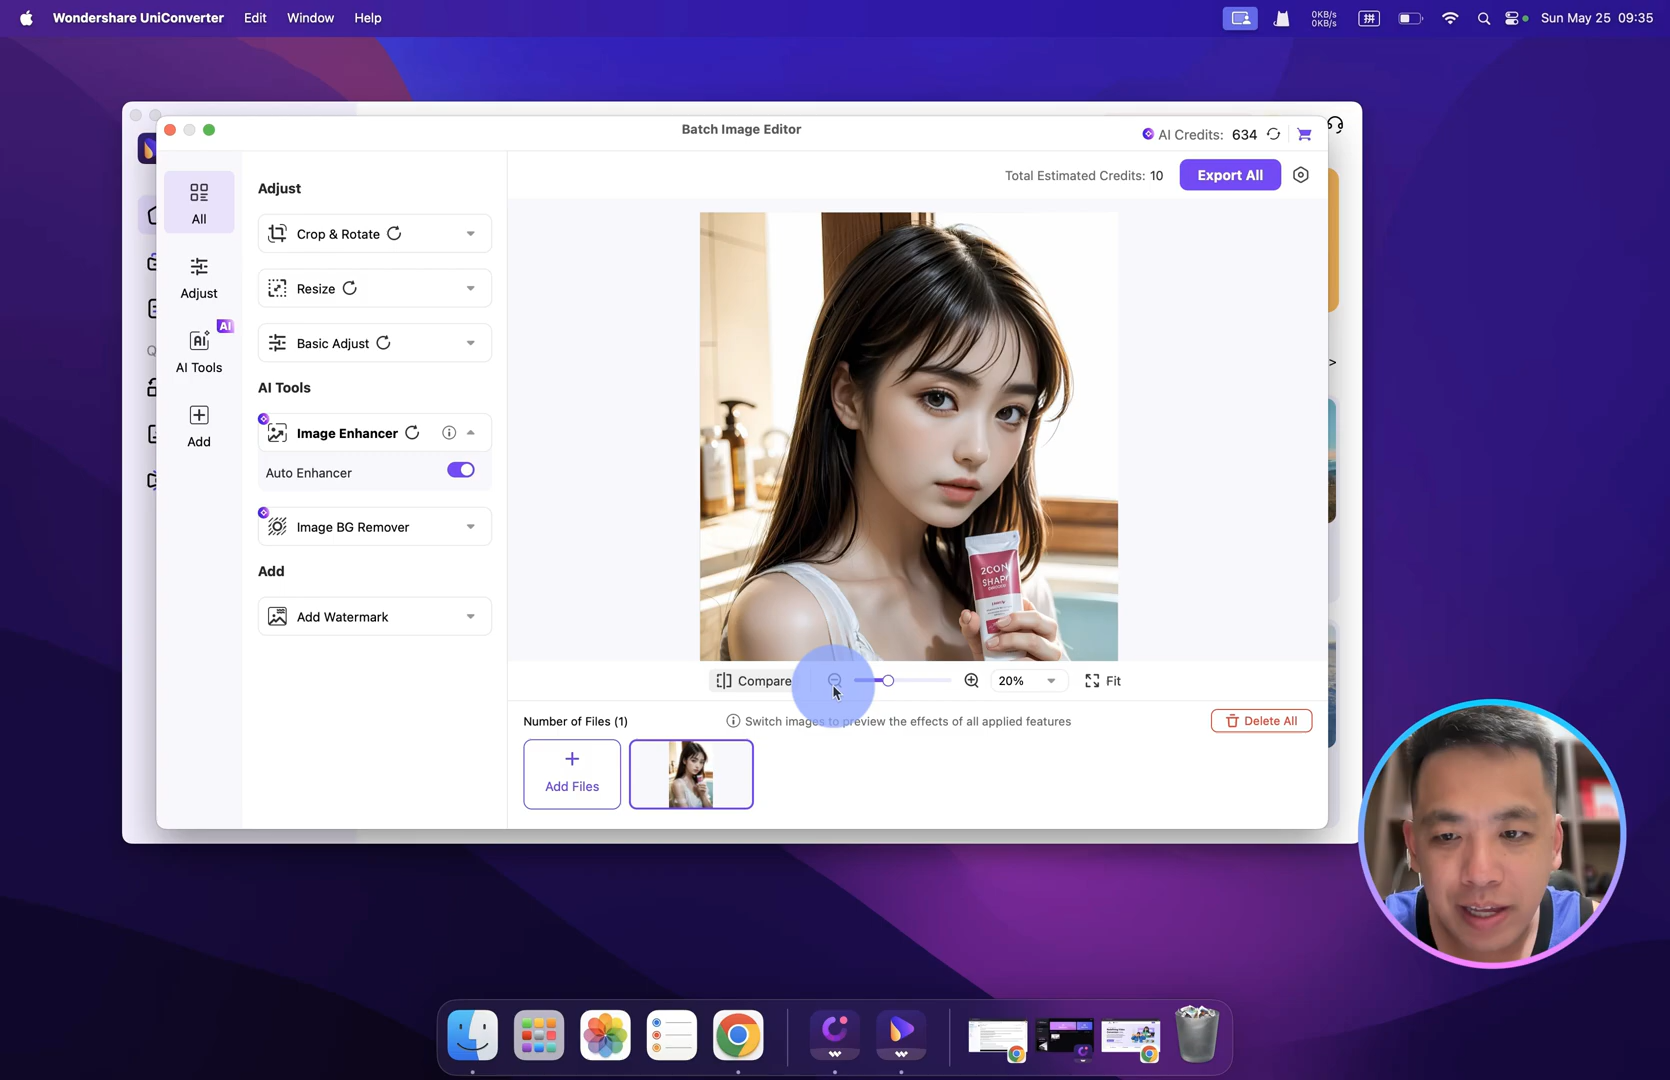 Wondershare UniConverter Edit Window Help
0KB/s
0KB/s
拼
Sun May 25 09:35
Batch Image Editor
AI Credits: 634
Total Estimated Credits: 10
Export All
All
Adjust
AI
AI Tools
Add
Adjust
Crop & Rotate
Resize
Basic Adjust
AI Tools
Image Enhancer
Auto Enhancer
Image BG Remover
Add
Add Watermark
2CON
SHAPP
Compare
20%
Fit
Number of Files (1)
Switch images to preview the effects of all applied features
Delete All
+
Add Files